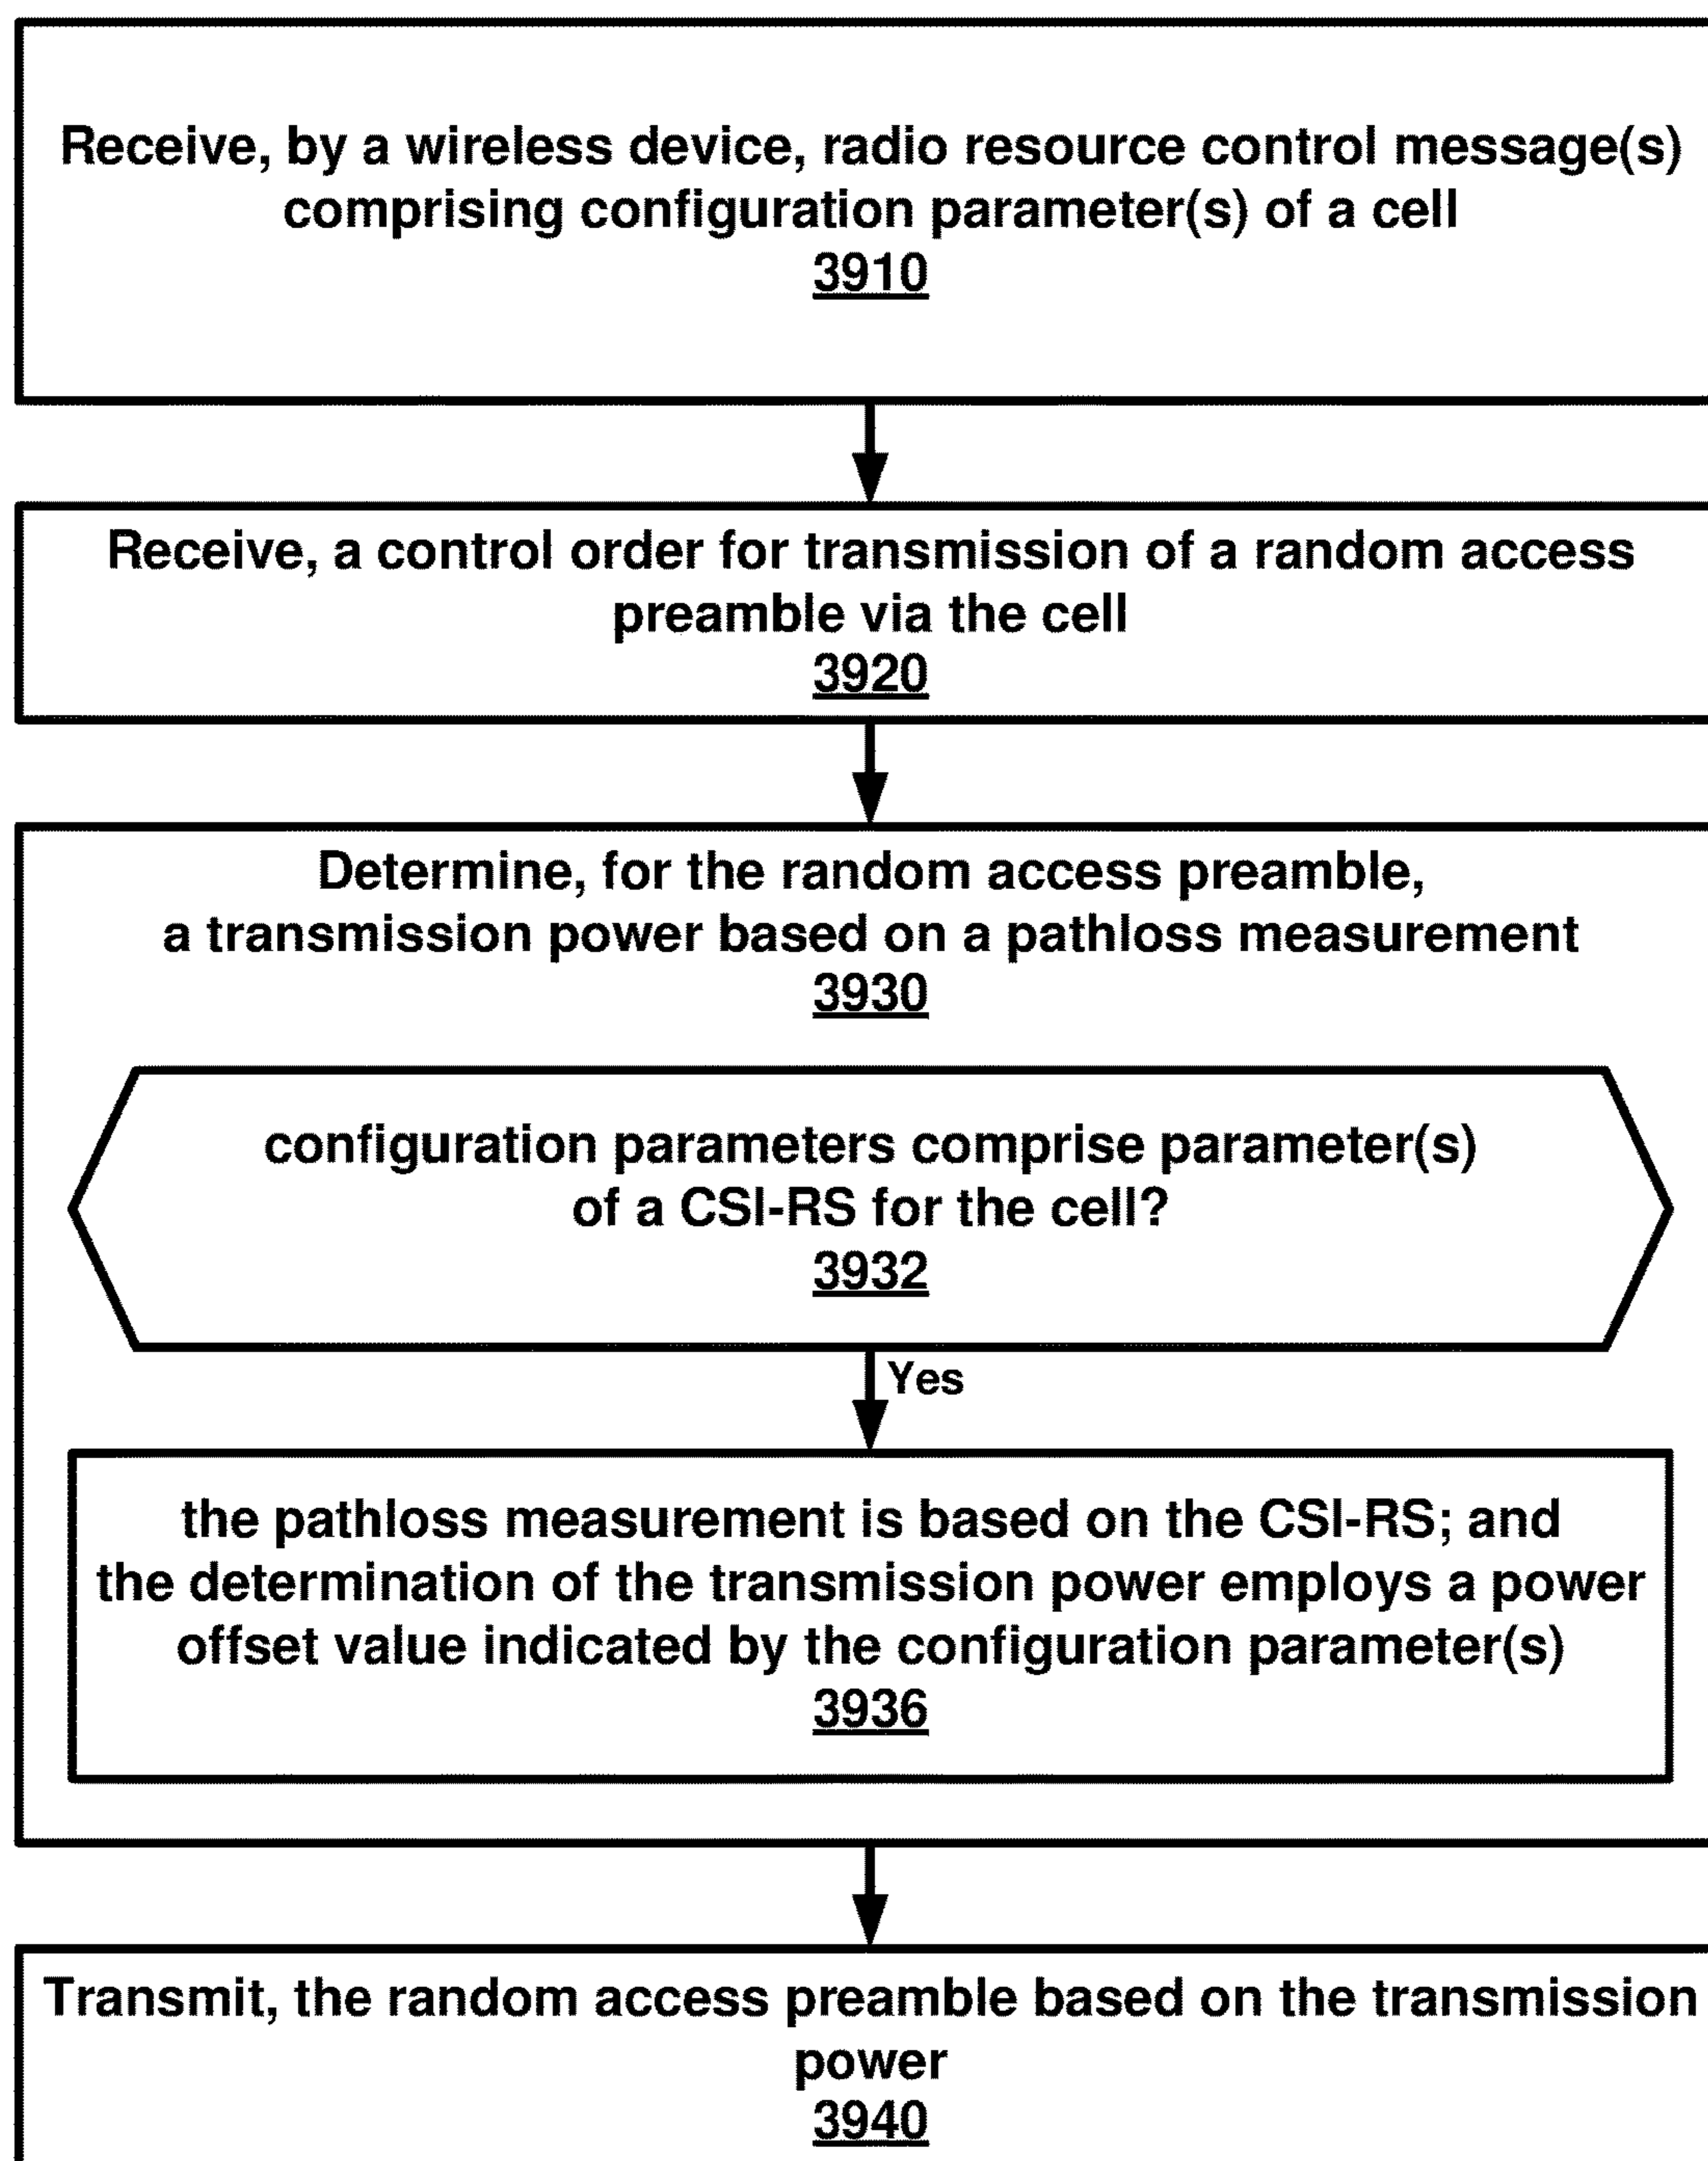 Receive, by a wireless device, radio resource control message(s)
comprising configuration parameter(s) of a cell
3910
Receive, a control order for transmission of a random access
preamble via the cell
3920
Determine, for the random access preamble,
a transmission power based on a pathloss measurement
3930
configuration parameters comprise parameter(s)
of a CSI-RS for the cell?
3932
Yes
the pathloss measurement is based on the CSI-RS; and
the determination of the transmission power employs a power
offset value indicated by the configuration parameter(s)
3936
Transmit, the random access preamble based on the transmission
power
3940